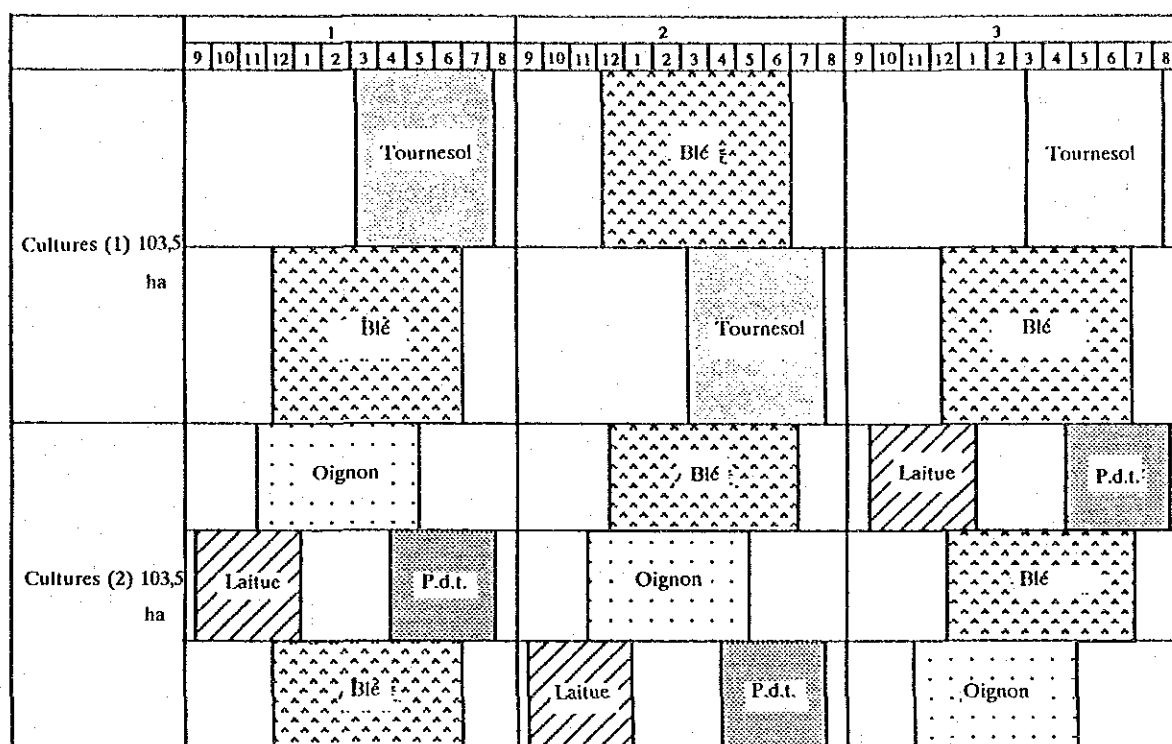 1 2 3
9 10 11 12 1 2 3 4 5 6 7 8 9 10 11 12 1 2 3 4 5 6 7 8 9 10 11 12 1 2 3 4 5 6 7 8
Tournesol Blé Tournesol
Cultures (1) 103,5
ha
Blé Tournesol Blé
Oignon Blé Laitue P.d.t.
Cultures (2) 103,5
ha
Laitue P.d.t. Oignon Blé
Blé Laitue P.d.t. Oignon